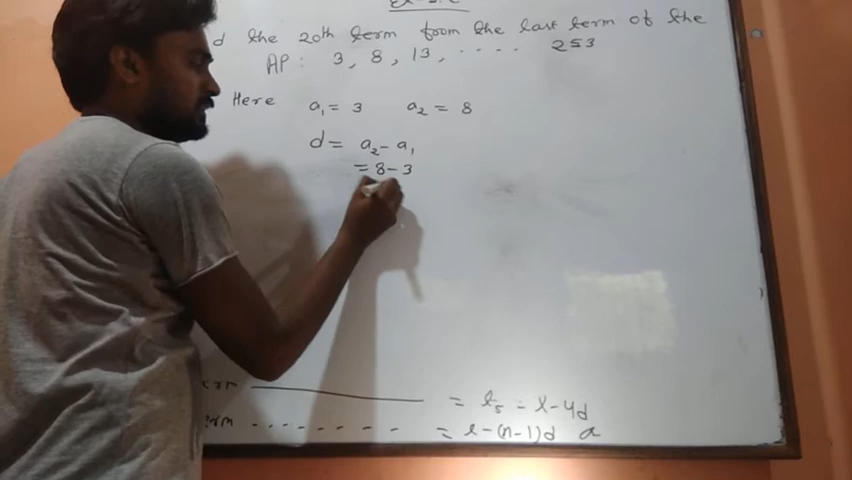 d the 20th term from the last term of the
AP : 3, 8, 13, ..... 253
Here a₁ = 3 a₂ = 8
d = a₂ - a₁
= 8 - 3
= l₅ = l - 4d
- - - - - - - = l - (n-1)d a